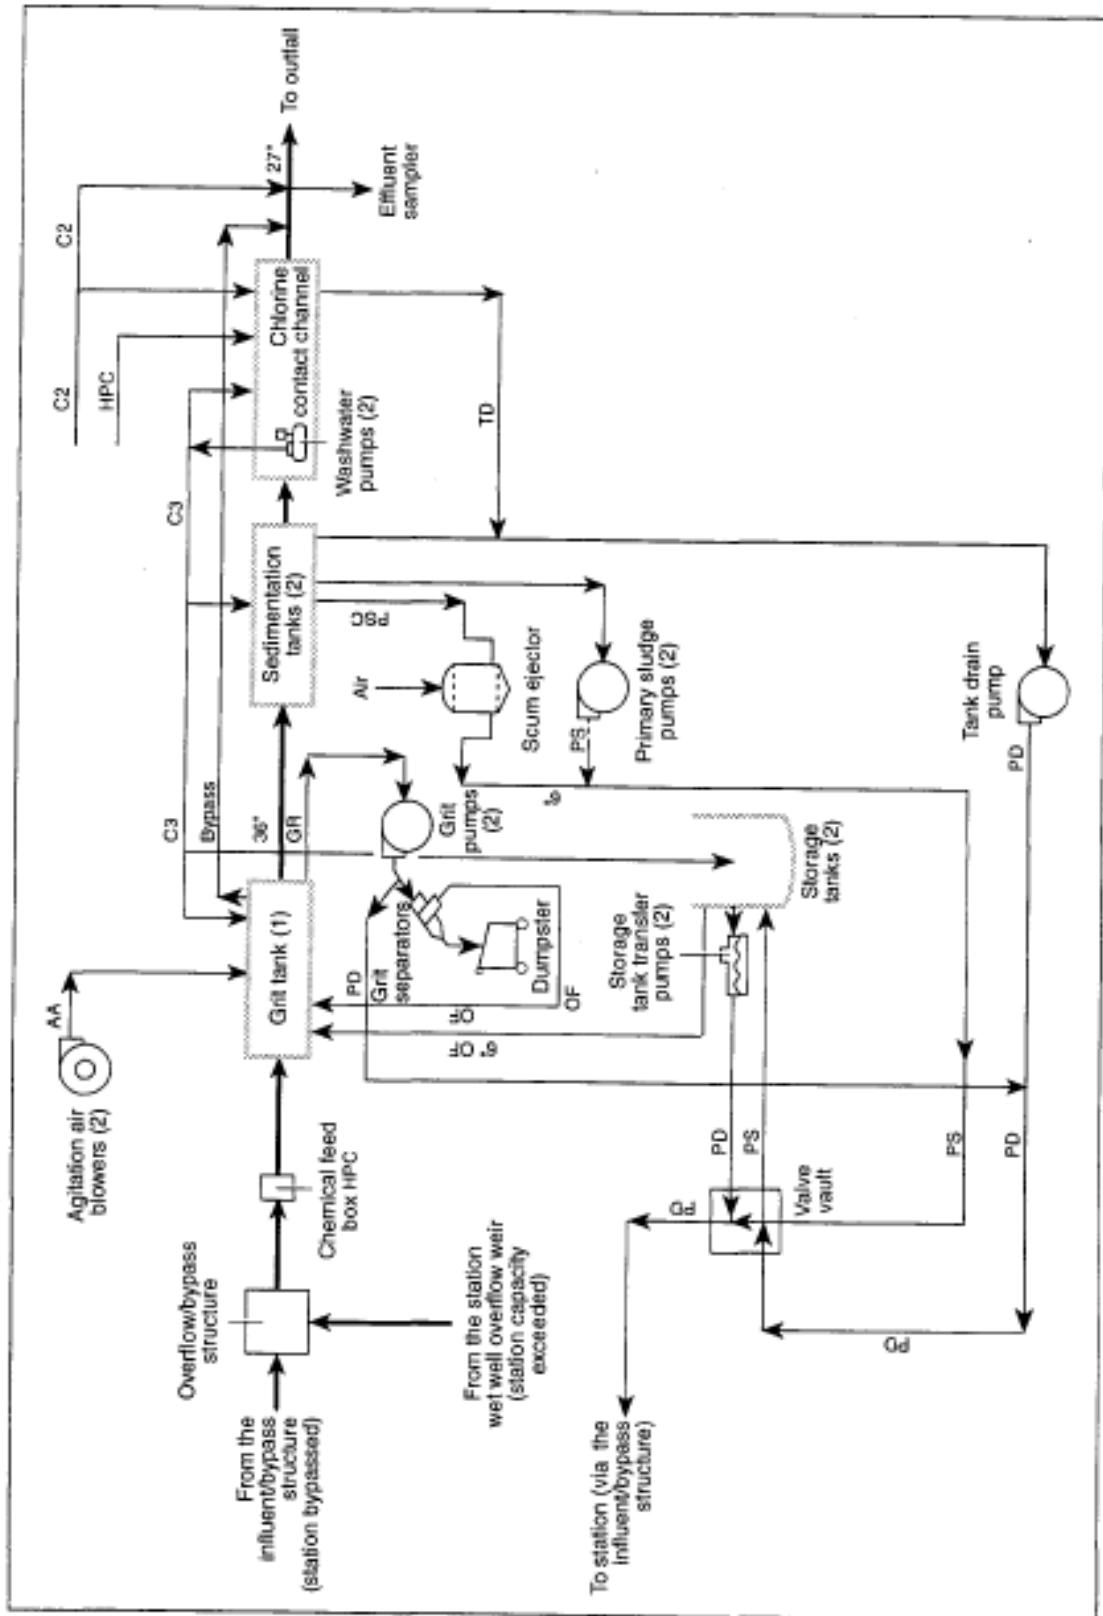 C2
C2
HPC
27"
To outfall
Effluent
sampler
Chlorine
contact channel
Washwater
pumps (2)
TD
C3
C3
Bypass
36"
GR
Sedimentation
tanks (2)
PSC
Air
Scum ejector
PS
Primary sludge
pumps (2)
Tank drain
pump
PD
AA
Agitation air
blowers (2)
Grit tank (1)
Grit
pumps
(2)
Grit
separators
PD
Dumpster
OF
OF
6" OF
6"
Storage
tanks (2)
Storage
tank transfer
pumps (2)
Overflow/bypass
structure
Chemical feed
box HPC
From the
influent/bypass
structure
(station bypassed)
From the station
wet well overflow weir
(station capacity
exceeded)
PD
PS
PD
Valve
vault
PS
PD
PD
To station (via the
influent/bypass
structure)